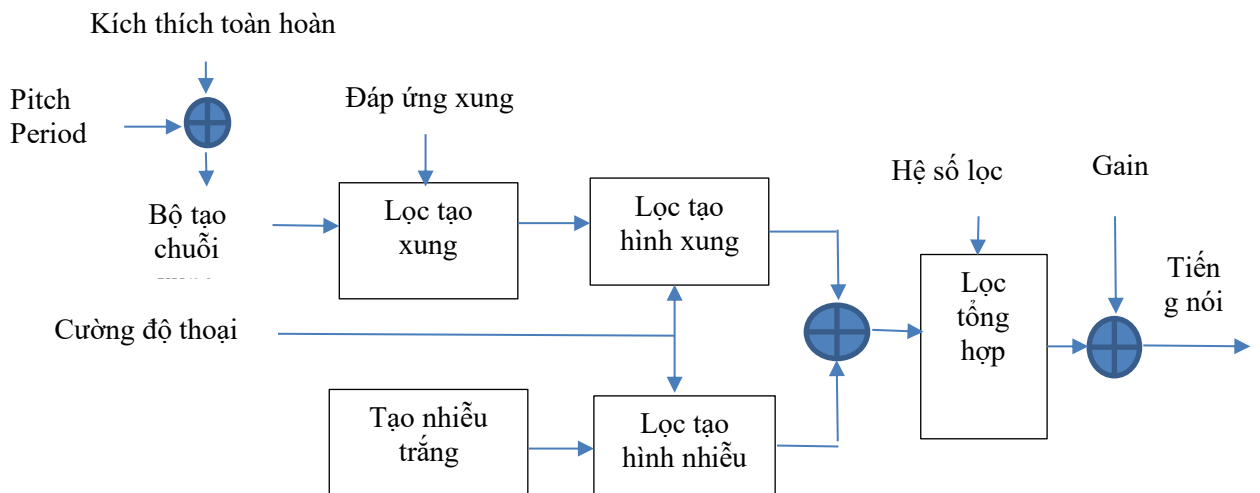 Kích thích toàn hoàn
Pitch
Period
Đáp ứng xung
Hệ số lọc
Gain
Bộ tạo
chuỗi
Lọc tạo
xung
Lọc tạo
hình xung
Lọc
tổng
hợp
Tiến
g nói
Cường độ thoại
Tạo nhiễu
trắng
Lọc tạo
hình nhiễu